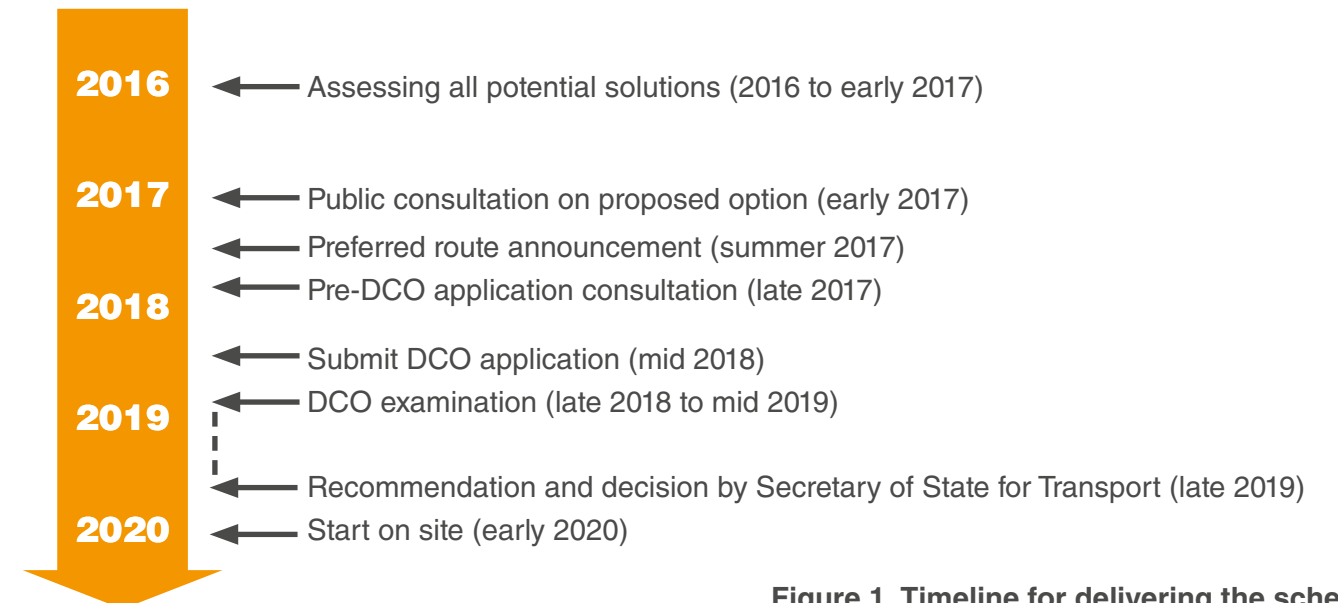 2016
Assessing all potential solutions (2016 to early 2017)
2017
Public consultation on proposed option (early 2017)
Preferred route announcement (summer 2017)
Pre-DCO application consultation (late 2017)
2018
Submit DCO application (mid 2018)
DCO examination (late 2018 to mid 2019)
2019
Recommendation and decision by Secretary of State for Transport (late 2019)
2020
Start on site (early 2020)
Figure 1 Timeline for delivering the sche